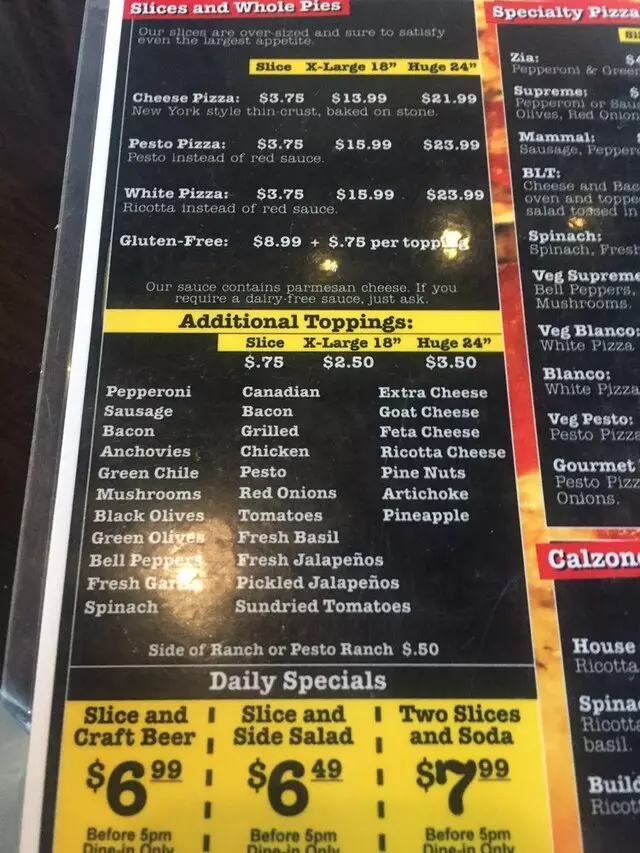 Slices and Whole Pies
Our slices are over-sized and sure to satisfy
even the largest appetite.
Slice X-Large 18” Huge 24”
Cheese Pizza: $3.75 $13.99 $21.99
New York style thin-crust, baked on stone.
Pesto Pizza: $3.75 $15.99 $23.99
Pesto instead of red sauce.
White Pizza: $3.75 $15.99 $23.99
Ricotta instead of red sauce.
Gluten-Free: $8.99 + $.75 per topping
Our sauce contains parmesan cheese. If you
require a dairy-free sauce, just ask.
Additional Toppings:
Slice X-Large 18” Huge 24”
$.75 $2.50 $3.50
Pepperoni
Sausage
Bacon
Anchovies
Green Chile
Mushrooms
Black Olives
Green Olives
Bell Peppers
Fresh Garlic
Spinach
Canadian
Bacon
Grilled
Chicken
Pesto
Red Onions
Tomatoes
Fresh Basil
Fresh Jalapeños
Pickled Jalapeños
Sundried Tomatoes
Extra Cheese
Goat Cheese
Feta Cheese
Ricotta Cheese
Pine Nuts
Artichoke
Pineapple
Side of Ranch or Pesto Ranch $.50
Daily Specials
Slice and
Craft Beer
$6.99
Before 5pm
Dine-in Only
Slice and
Side Salad
$6.49
Before 5pm
Dine-in Only
Two Slices
and Soda
$7.99
Before 5pm
Dine-in Only
Specialty Pizza
Zia:
Pepperoni & Green
Supreme:
Pepperoni or
Olives, Red Onion
Mammal:
Sausage,
BLT:
Cheese and
oven and
salad tossed in
Spinach:
Spinach, Fresh
Veg Supreme
Bell Peppers,
Mushrooms.
Veg Blanco:
White Pizza
Blanco:
White Pizza
Veg Pesto:
Pesto Pizza
Gourmet
Pesto
Onions.
House
Ricotta
Ricotta
basil.